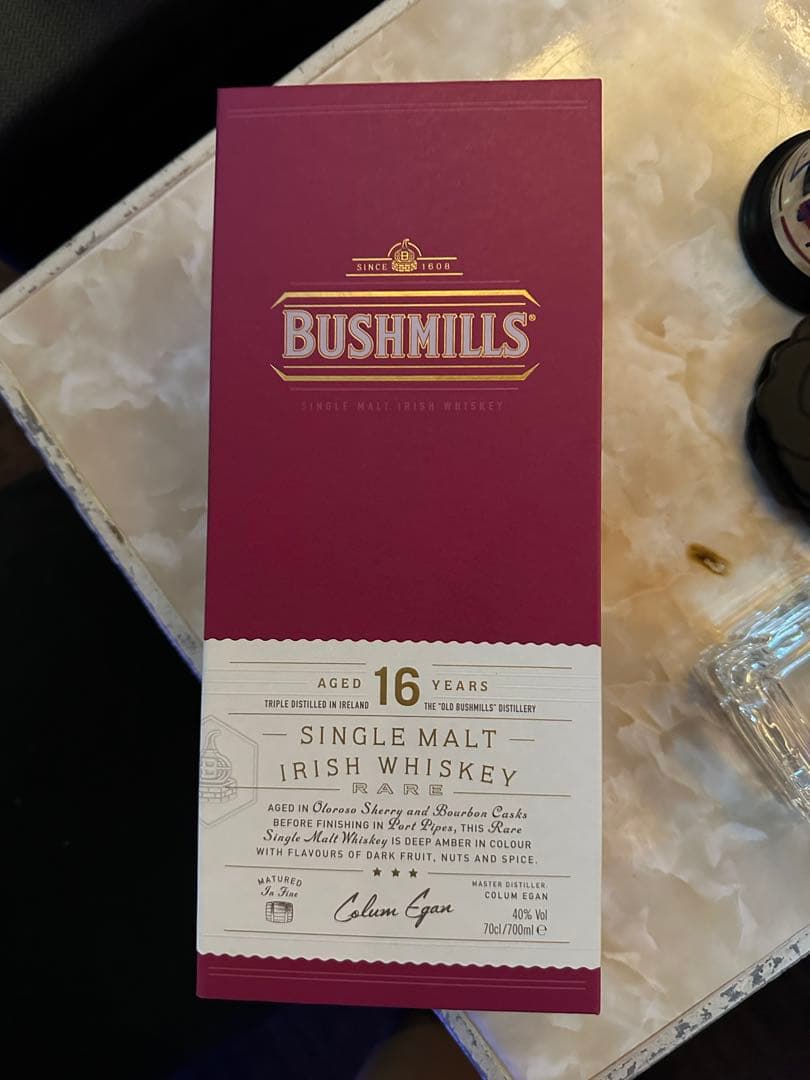 SINCE 1608
B
BUSHMILLS®
SINGLE MALT IRISH WHISKEY
AGED 16 YEARS
TRIPLE DISTILLED IN IRELAND THE "OLD BUSHMILLS" DISTILLERY
SINGLE MALT
IRISH WHISKEY
RARE
B
AGED IN Oloroso Sherry and Bourbon Casks
BEFORE FINISHING IN Port Pipes, THIS Rare
Single Malt Whiskey IS DEEP AMBER IN COLOUR
WITH FLAVOURS OF DARK FRUIT, NUTS AND SPICE.
MATURED
In Fine
Colum Egan
MASTER DISTILLER:
COLUM EGAN
40% Vol
70cl/700ml ℮